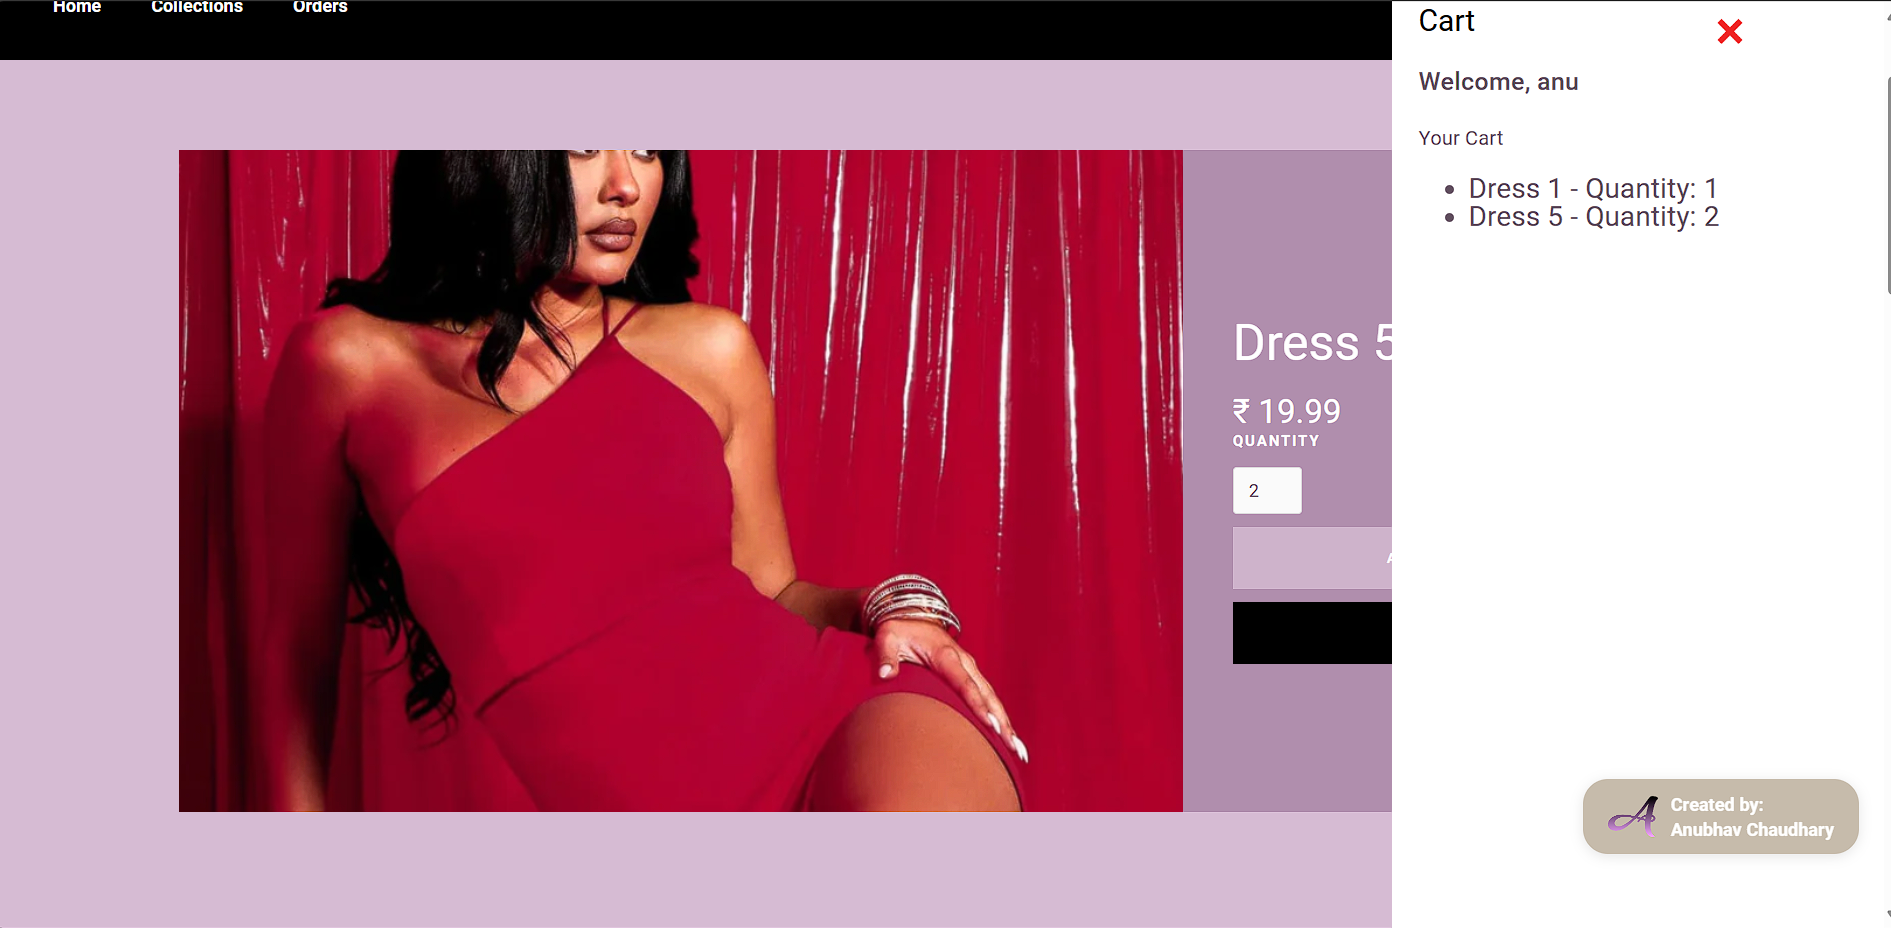 Home
Collections
Orders
Cart
Welcome, anu
Your Cart
Dress 1 - Quantity: 1
Dress 5 - Quantity: 2
Dress 5
₹ 19.99
QUANTITY
2
A
Created by:
Anubhav Chaudhary